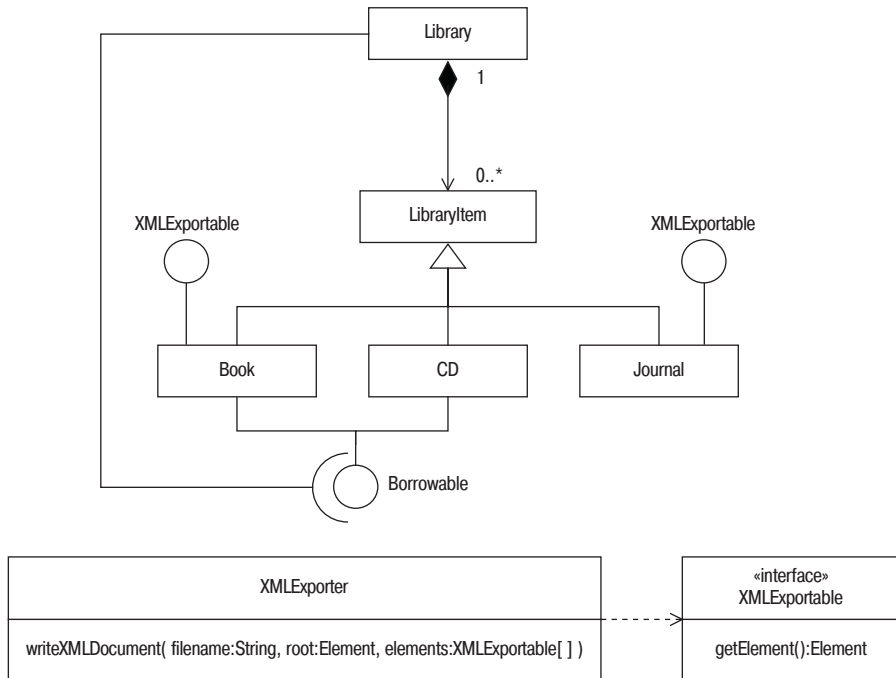 Library
1
0..*
LibraryItem
XMLExportable
XMLExportable
Book
CD
Journal
Borrowable
XMLExporter
writeXMLDocument( filename:String, root:Element, elements:XMLExportable[ ] )
«interface»
XMLExportable
getElement():Element